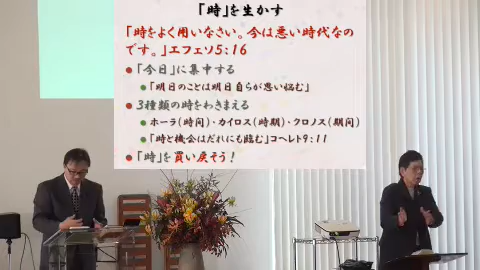 「時」を生かす
「時をよく用いなさい。今は悪い時代なの
です。」エフェソ5:16
「今日」に集中する
「明日のことは明日自らが思い悩む」
3種類の時をわきまえる
ホーラ(時間)・カイロス(時期)・クロノス(期間)
「時と機会はだれにも臨む」コヘレト9:11
「時」を買い戻そう！